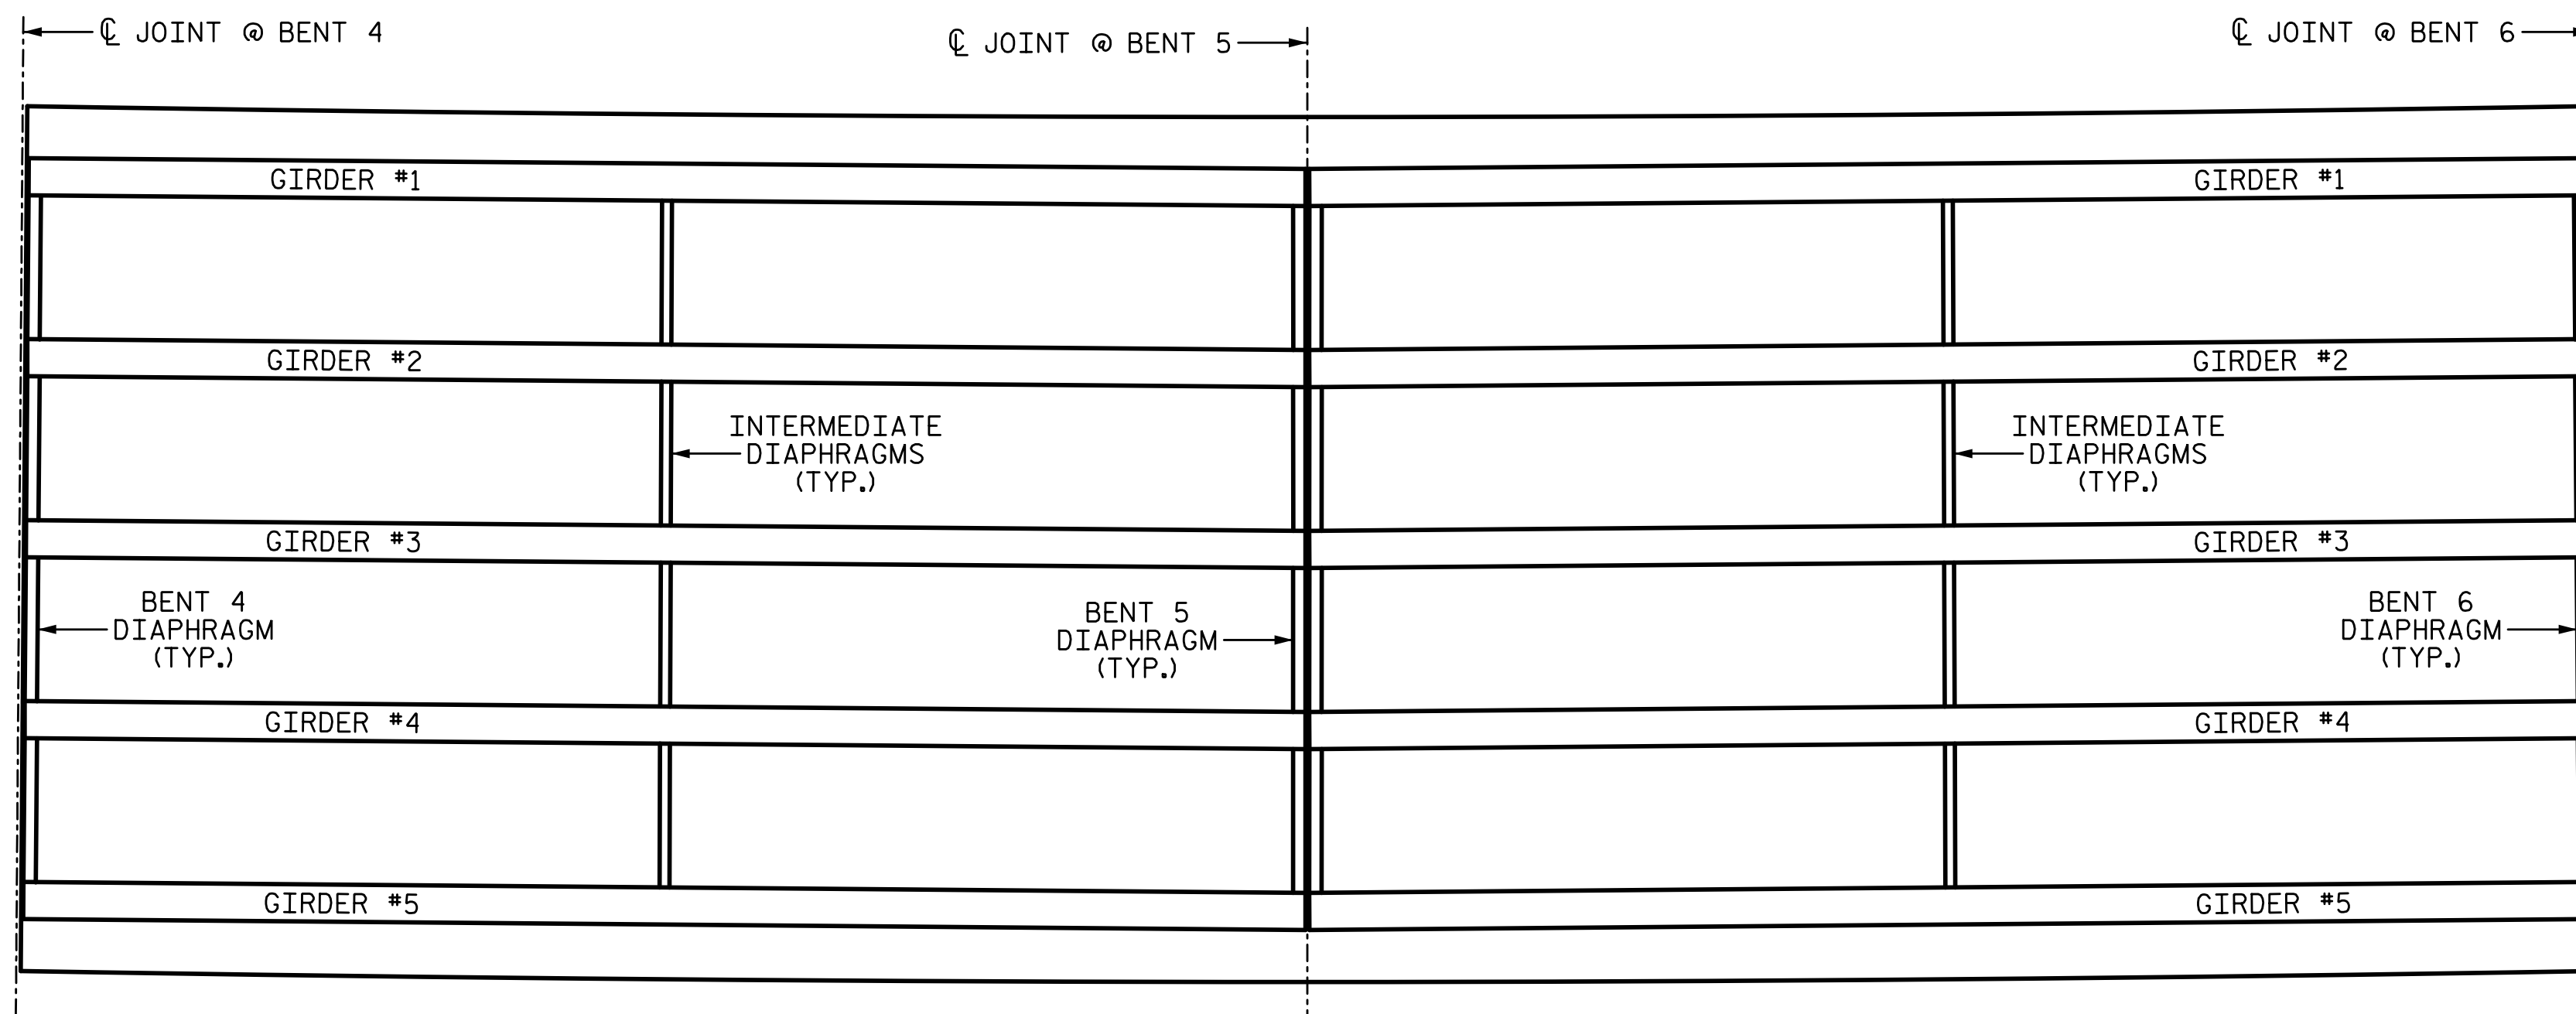 ℄ JOINT @ BENT 4
℄ JOINT @ BENT 5
℄ JOINT @ BENT 6
GIRDER #1
GIRDER #1
GIRDER #2
GIRDER #2
INTERMEDIATE
DIAPHRAGMS
(TYP.)
INTERMEDIATE
DIAPHRAGMS
(TYP.)
GIRDER #3
GIRDER #3
BENT 4
DIAPHRAGM
(TYP.)
BENT 5
DIAPHRAGM
(TYP.)
BENT 6
DIAPHRAGM
(TYP.)
GIRDER #4
GIRDER #4
GIRDER #5
GIRDER #5